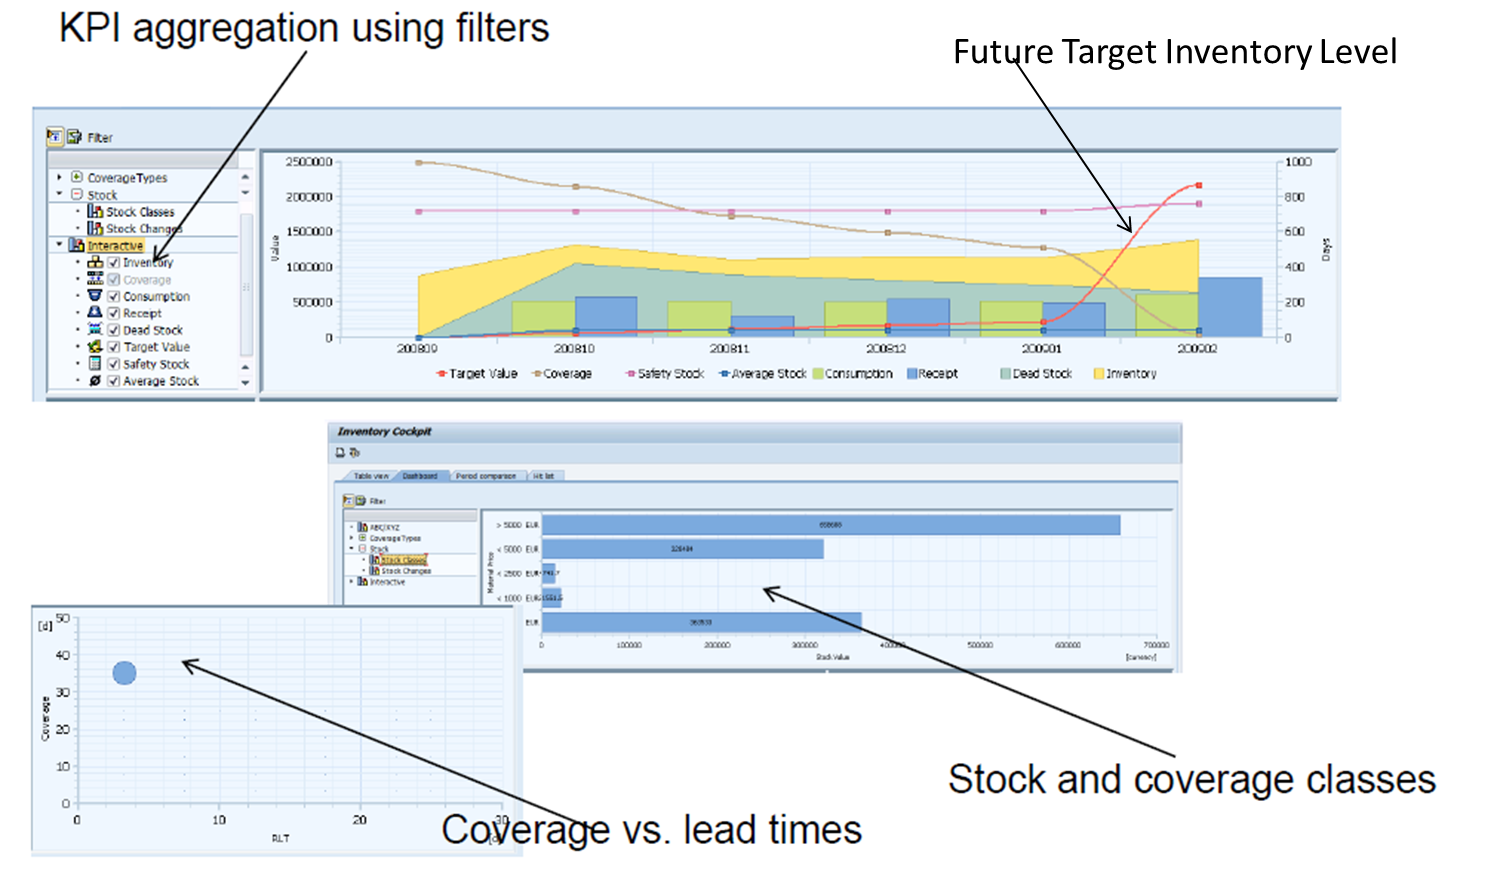 KPI aggregation using filters
Future Target Inventory Level
Filter
CoverageTypes
Stock
Stock Classes
Stock Changes
Interactive
Inventory
Coverage
Consumption
Receipt
Dead Stock
Target Value
Safety Stock
Average Stock
Value
2500000
2000000
1500000
1000000
500000
0
1000
800
600
400
200
0
Days
200809 200810 200811 200812 200901 200902
Target Value Coverage Safety Stock Average Stock Consumption Receipt Dead Stock Inventory
Inventory Cockpit
Table view Dashboard Period comparison Hit list
Filter
ABC/XYZ
CoverageTypes
Stock
Stock Classes
Stock Changes
Interactive
Material Price
> 5000 EUR
< 5000 EUR
< 2500 EUR
< 1000 EUR
EUR
0 100000 200000 300000 400000 500000 600000 700000
Stock Value [currency]
[d]
Coverage
50
40
30
20
10
0
0 10 20 30
RLT
Coverage vs. lead times
Stock and coverage classes